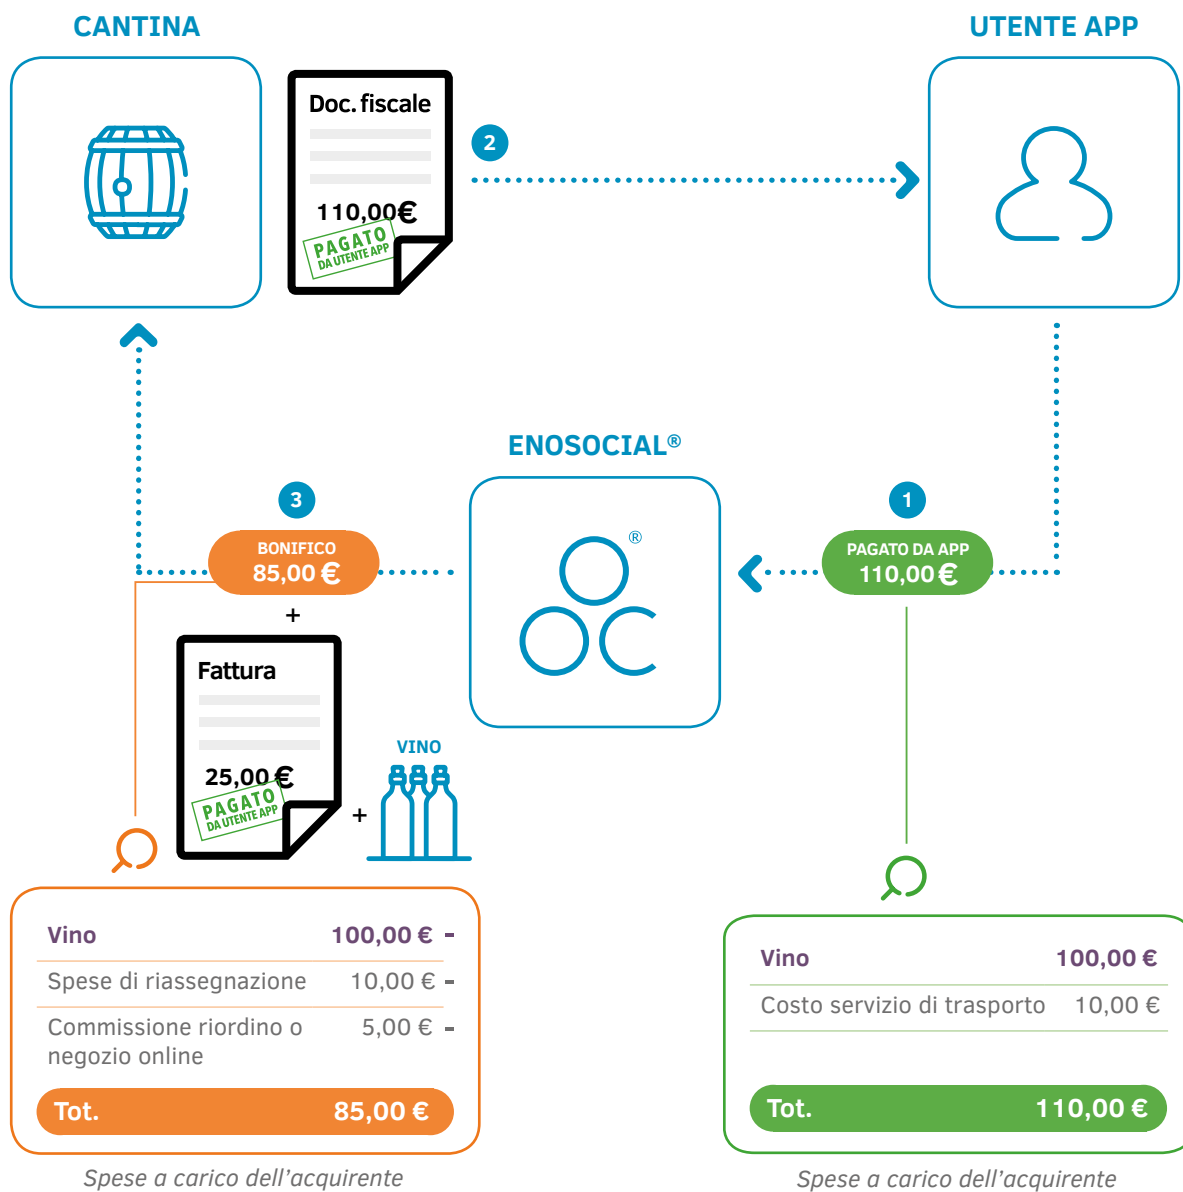 CANTINA
UTENTE APP
Doc. fiscale
110,00€
PAGATO
DA UTENTE APP
2
ENOSOCIAL®
®
3
BONIFICO
85,00 €
1
PAGATO DA APP
110,00 €
+
Fattura
25,00 €
PAGATO
DA UTENTE APP
+
VINO
Vino 100,00 € -
Spese di riassegnazione 10,00 € -
Commissione riordino o 5,00 € -
negozio online
Tot. 85,00 €
Spese a carico dell’acquirente
Vino 100,00 €
Costo servizio di trasporto 10,00 €
Tot. 110,00 €
Spese a carico dell’acquirente